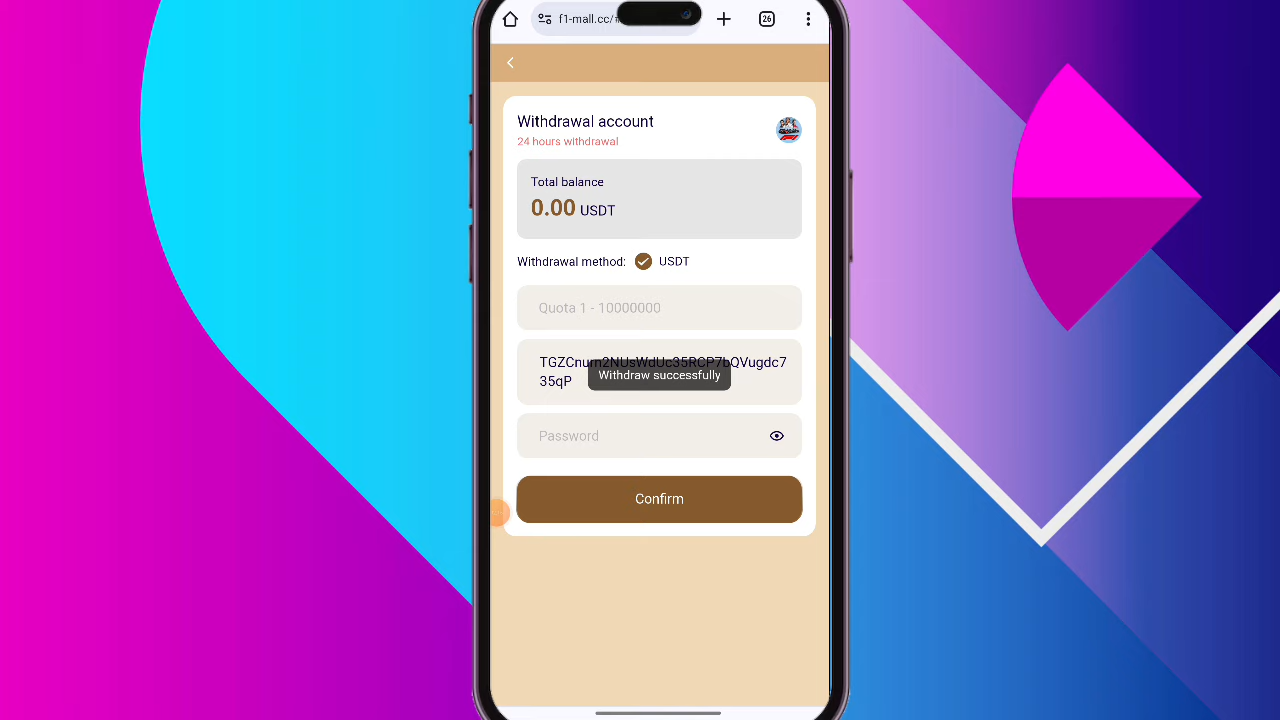 f1-mall.cc/#
26
Withdrawal account
24 hours withdrawal
Total balance
0.00 USDT
Withdrawal method: USDT
Quota 1 - 10000000
35qP
Withdraw successfully
Password
Confirm